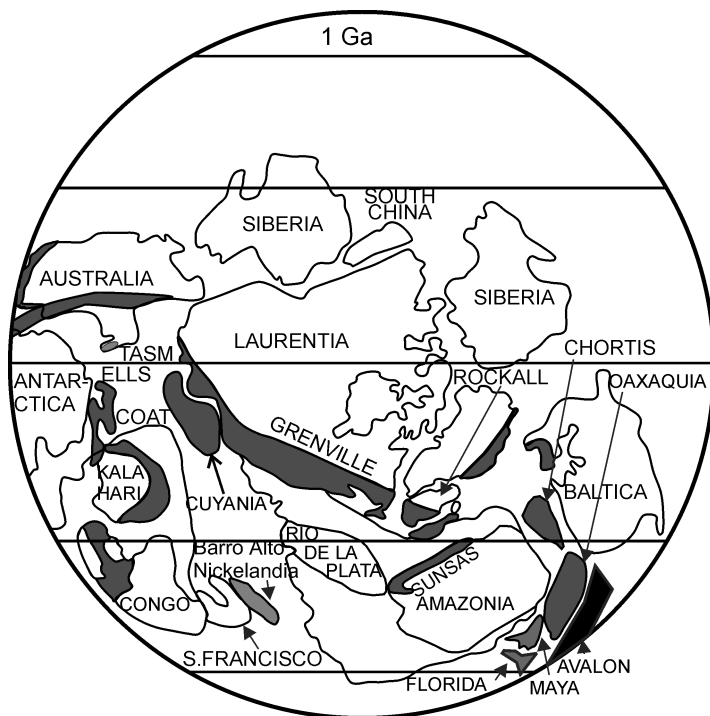 1 Ga
SOUTH
CHINA
SIBERIA
AUSTRALIA
SIBERIA
LAURENTIA
CHORTIS
TASM
ELLS
ROCKALL
OAXAQUIA
ANTAR-
CTICA
COAT
GRENVILLE
KALA
HARI
CUYANIA
BALTICA
RIO
DE LA
PLATA
Barro Alto
Nickelandia
SUNSAS
CONGO
AMAZONIA
S.FRANCISCO
AVALON
FLORIDA
MAYA